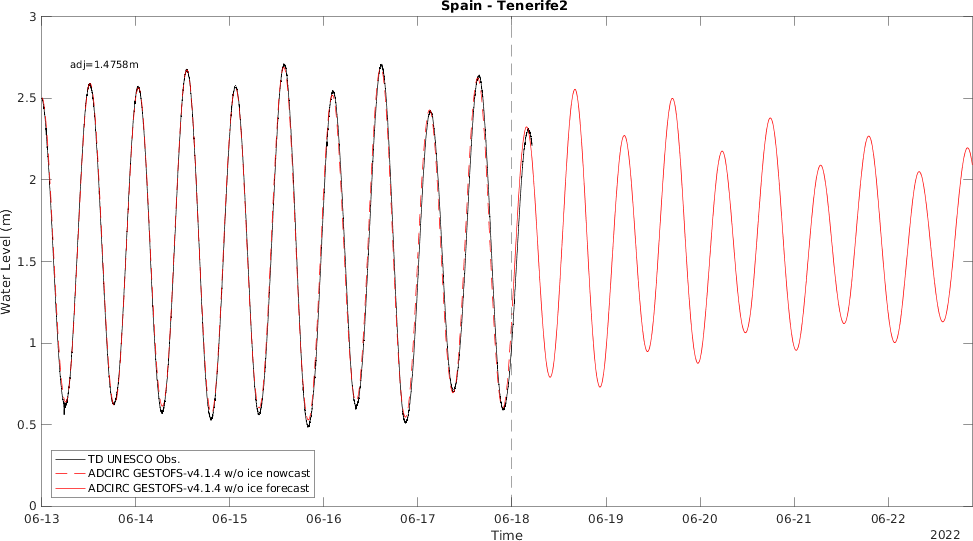 Spain - Tenerife2
adj=1.4758m
Water Level (m)
3
2.5
2
1.5
1
0.5
0
TD UNESCO Obs.
ADCIRC GESTOFS-v4.1.4 w/o ice nowcast
ADCIRC GESTOFS-v4.1.4 w/o ice forecast
06-13 06-14 06-15 06-16 06-17 06-18 06-19 06-20 06-21 06-22
Time
2022